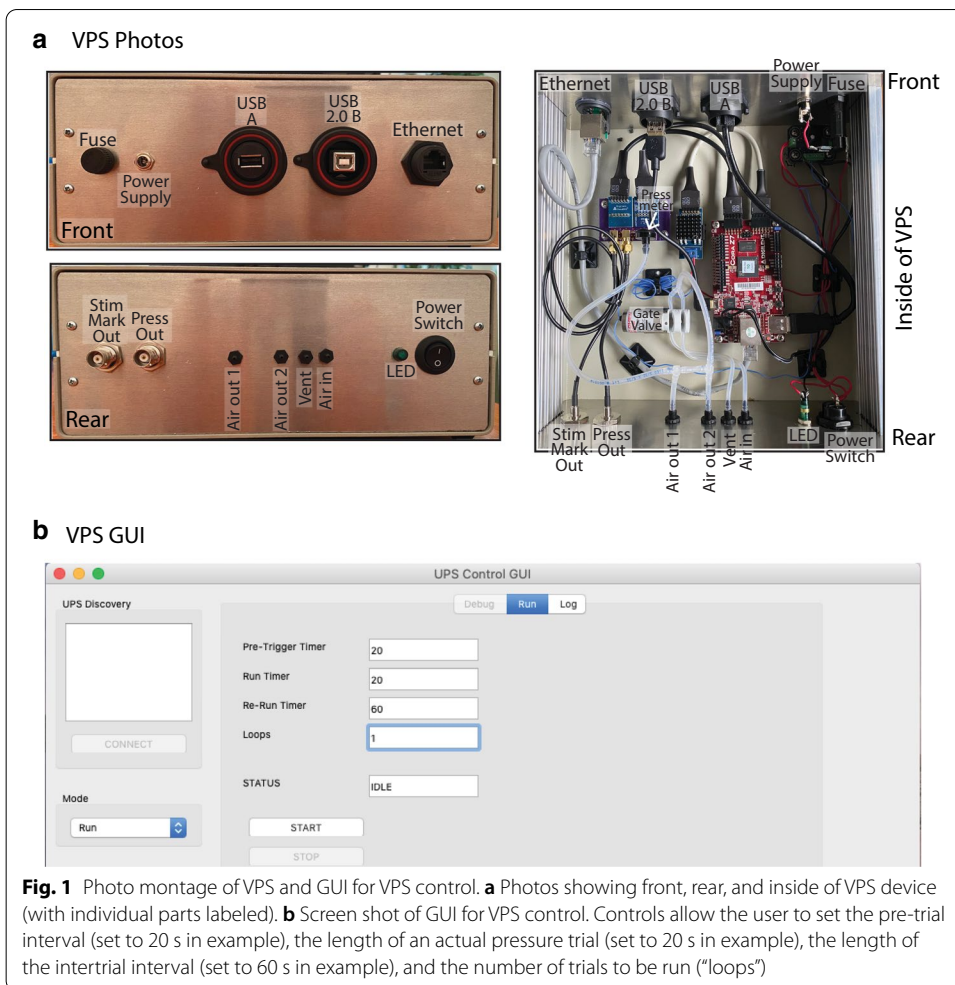 a VPS Photos
Fuse
Power
Supply
USB
A
USB
2.0 B
Ethernet
Front
Stim
Mark
Out
Press
Out
Air out 1
Air out 2
Vent
Air in
LED
Power
Switch
Rear
Ethernet
USB
2.0 B
USB
A
Power
Supply
Fuse
Front
Press
meter
CORA Z7
Gate
Valve
Inside of VPS
Stim
Mark
Out
Press
Out
Air out 1
Air out 2
Vent
Air in
LED
Power
Switch
Rear
b VPS GUI
UPS Control GUI
UPS Discovery
CONNECT
Mode
Run
Debug Run Log
Pre-Trigger Timer 20
Run Timer 20
Re-Run Timer 60
Loops 1
STATUS IDLE
START
STOP
Fig. 1 Photo montage of VPS and GUI for VPS control. a Photos showing front, rear, and inside of VPS device
(with individual parts labeled). b Screen shot of GUI for VPS control. Controls allow the user to set the pre-trial
interval (set to 20 s in example), the length of an actual pressure trial (set to 20 s in example), the length of
the intertrial interval (set to 60 s in example), and the number of trials to be run (“loops”)